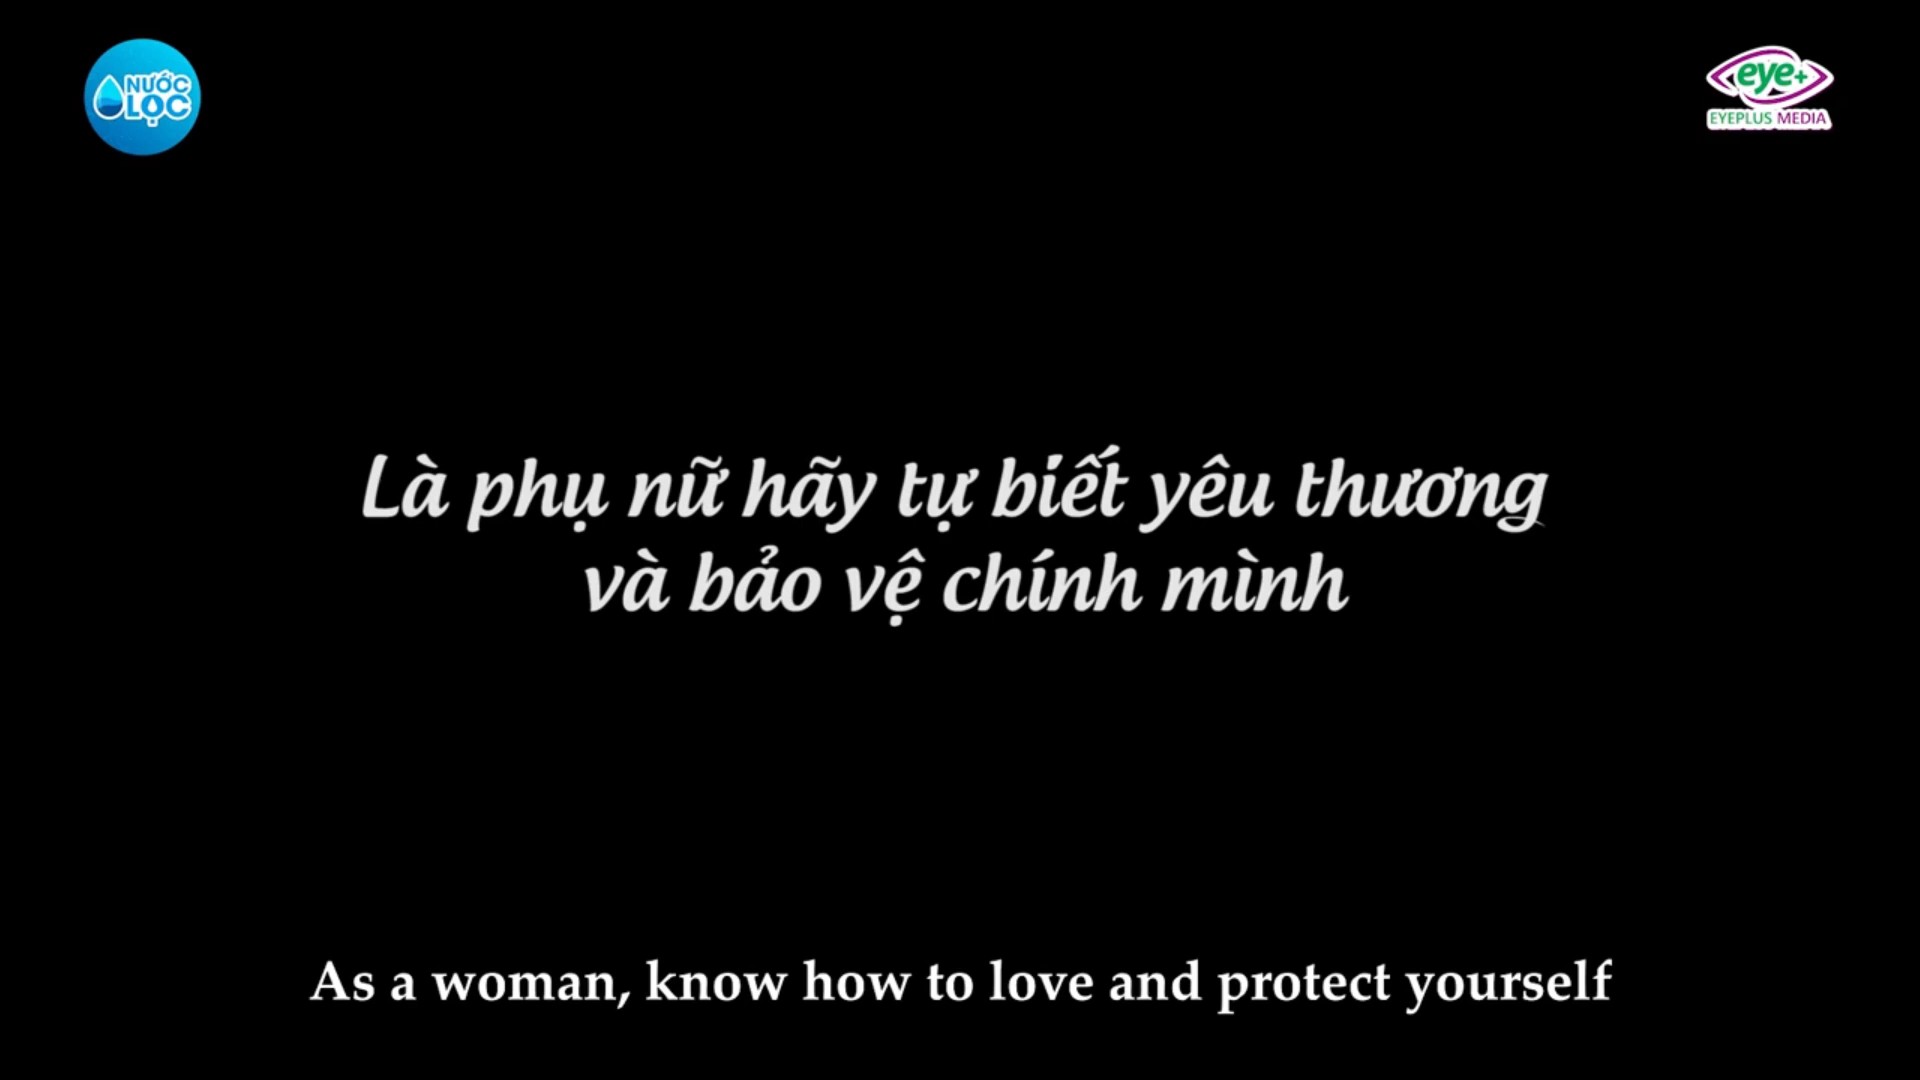 NƯỚC
LỌC
eye+
EYEPLUS MEDIA
Là phụ nữ hãy tự biết yêu thương
và bảo vệ chính mình
As a woman, know how to love and protect yourself